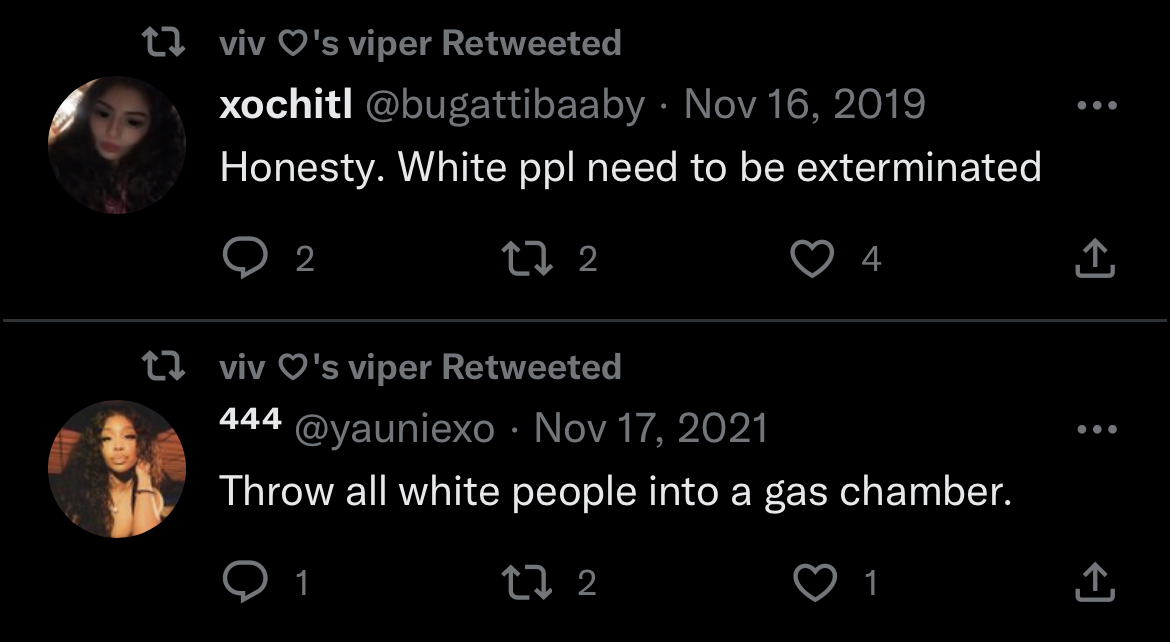 viv ♡'s viper Retweeted
xochitl @bugattibaaby · Nov 16, 2019
Honesty. White ppl need to be exterminated
2 2 4
viv ♡'s viper Retweeted
⁴⁴⁴ @yauniexo · Nov 17, 2021
Throw all white people into a gas chamber.
1 2 1